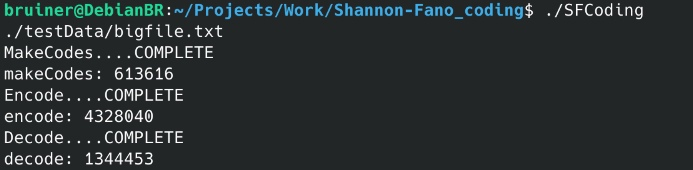 bruiner@DebianBR:~/Projects/Work/Shannon-Fano_coding$ ./SFCoding
./testData/bigfile.txt
MakeCodes....COMPLETE
makeCodes: 613616
Encode....COMPLETE
encode: 4328040
Decode....COMPLETE
decode: 1344453